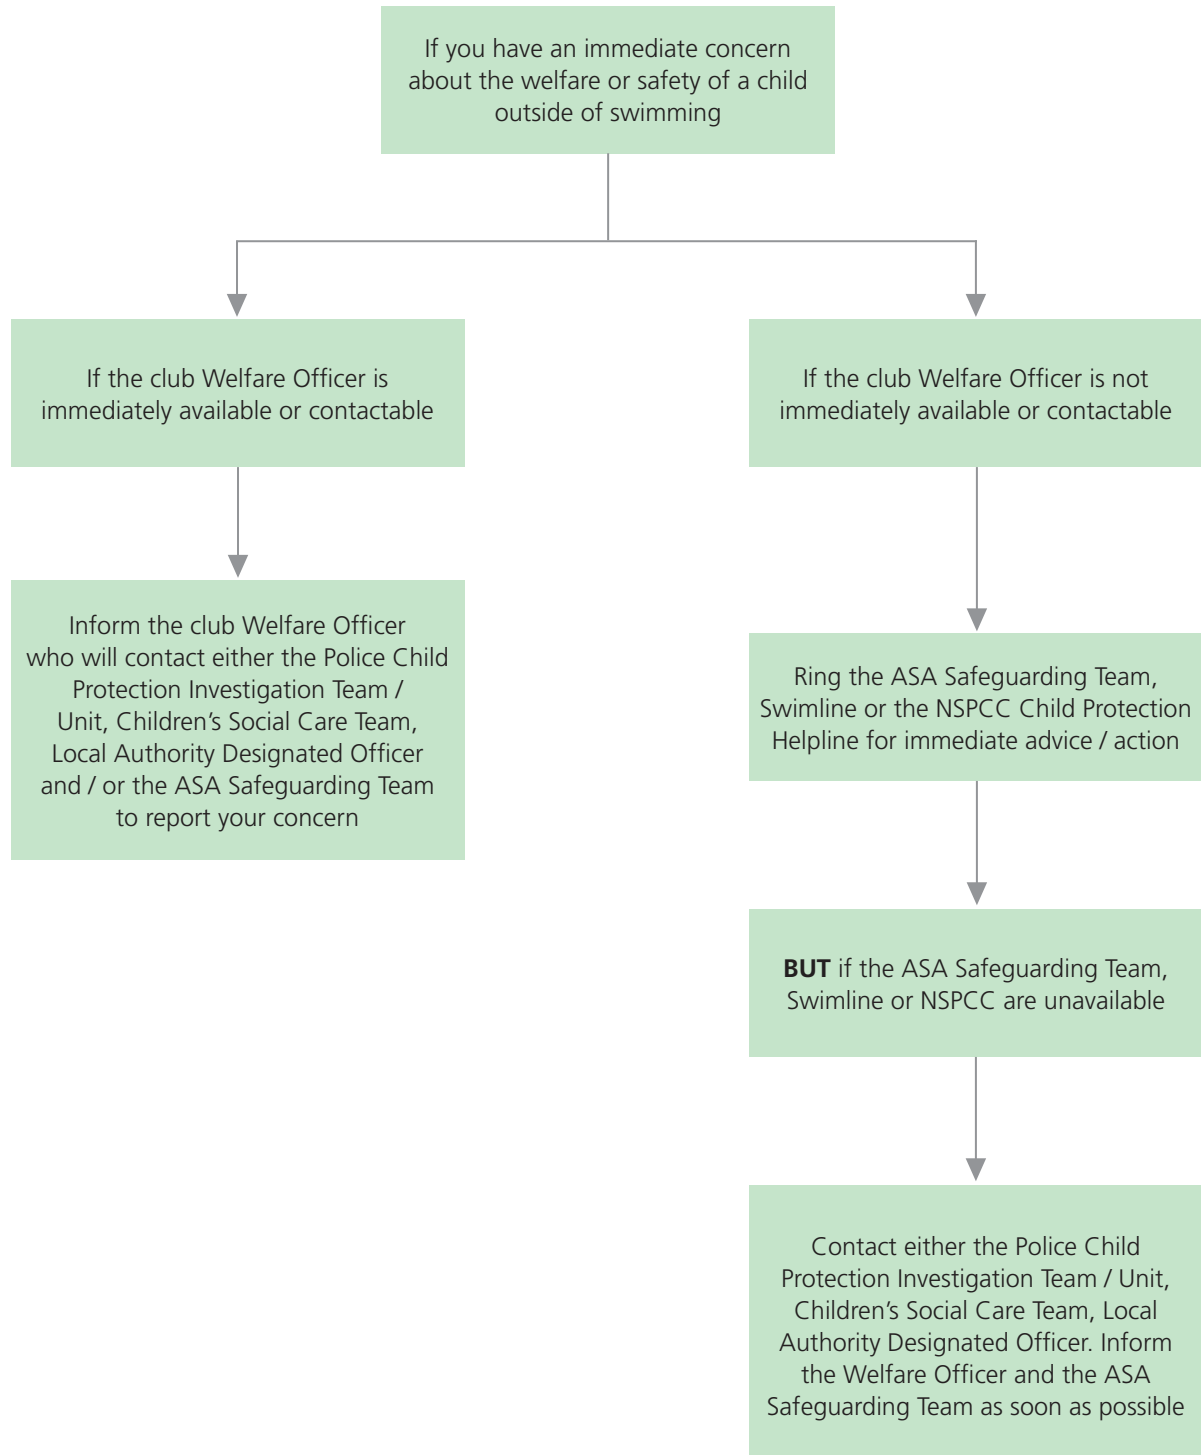 If you have an immediate concern
about the welfare or safety of a child
outside of swimming
If the club Welfare Officer is
immediately available or contactable
If the club Welfare Officer is not
immediately available or contactable
Inform the club Welfare Officer
who will contact either the Police Child
Protection Investigation Team /
Unit, Children’s Social Care Team,
Local Authority Designated Officer
and / or the ASA Safeguarding Team
to report your concern
Ring the ASA Safeguarding Team,
Swimline or the NSPCC Child Protection
Helpline for immediate advice / action
BUT if the ASA Safeguarding Team,
Swimline or NSPCC are unavailable
Contact either the Police Child
Protection Investigation Team / Unit,
Children’s Social Care Team, Local
Authority Designated Officer. Inform
the Welfare Officer and the ASA
Safeguarding Team as soon as possible